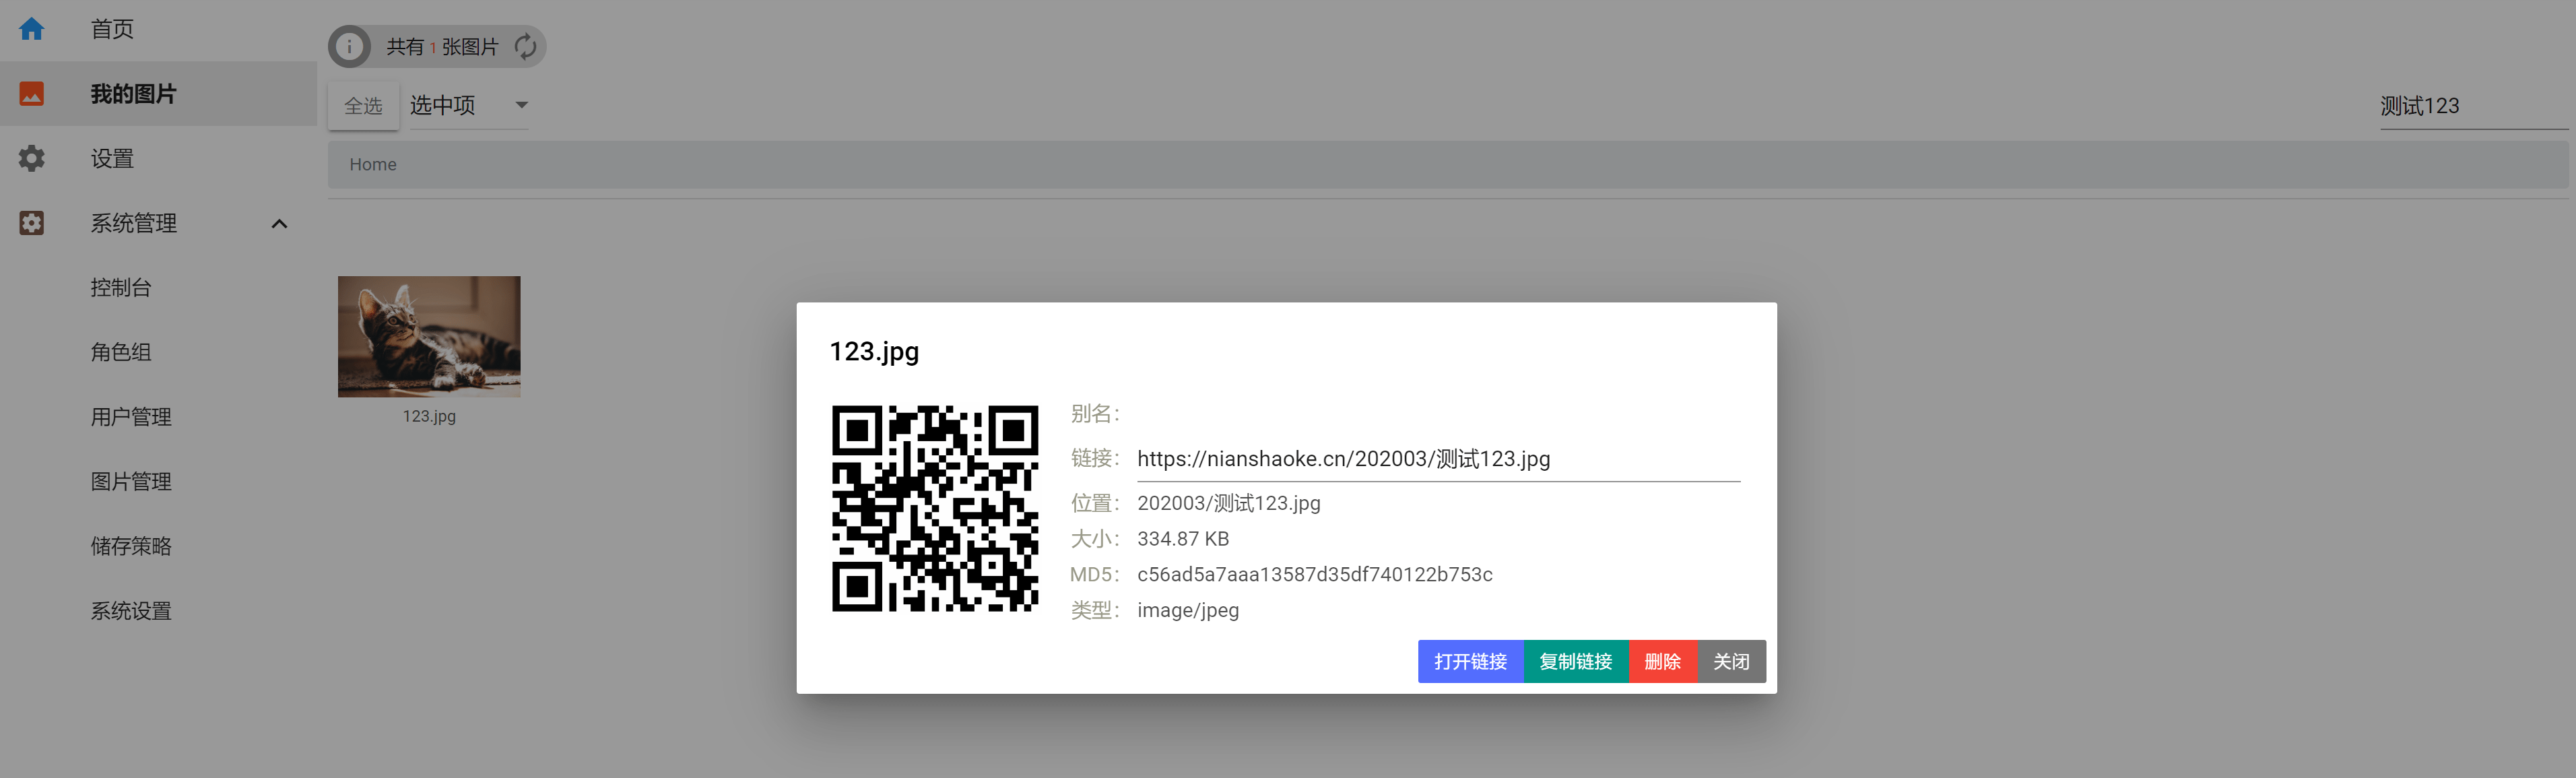 首页
我的图片
设置
系统管理
控制台
角色组
用户管理
图片管理
储存策略
系统设置
共有 1 张图片
全选 选中项
测试123
Home
123.jpg
123.jpg
别名：
链接： https://nianshaoke.cn/202003/测试123.jpg
位置： 202003/测试123.jpg
大小： 334.87 KB
MD5： c56ad5a7aaa13587d35df740122b753c
类型： image/jpeg
打开链接 复制链接 删除 关闭